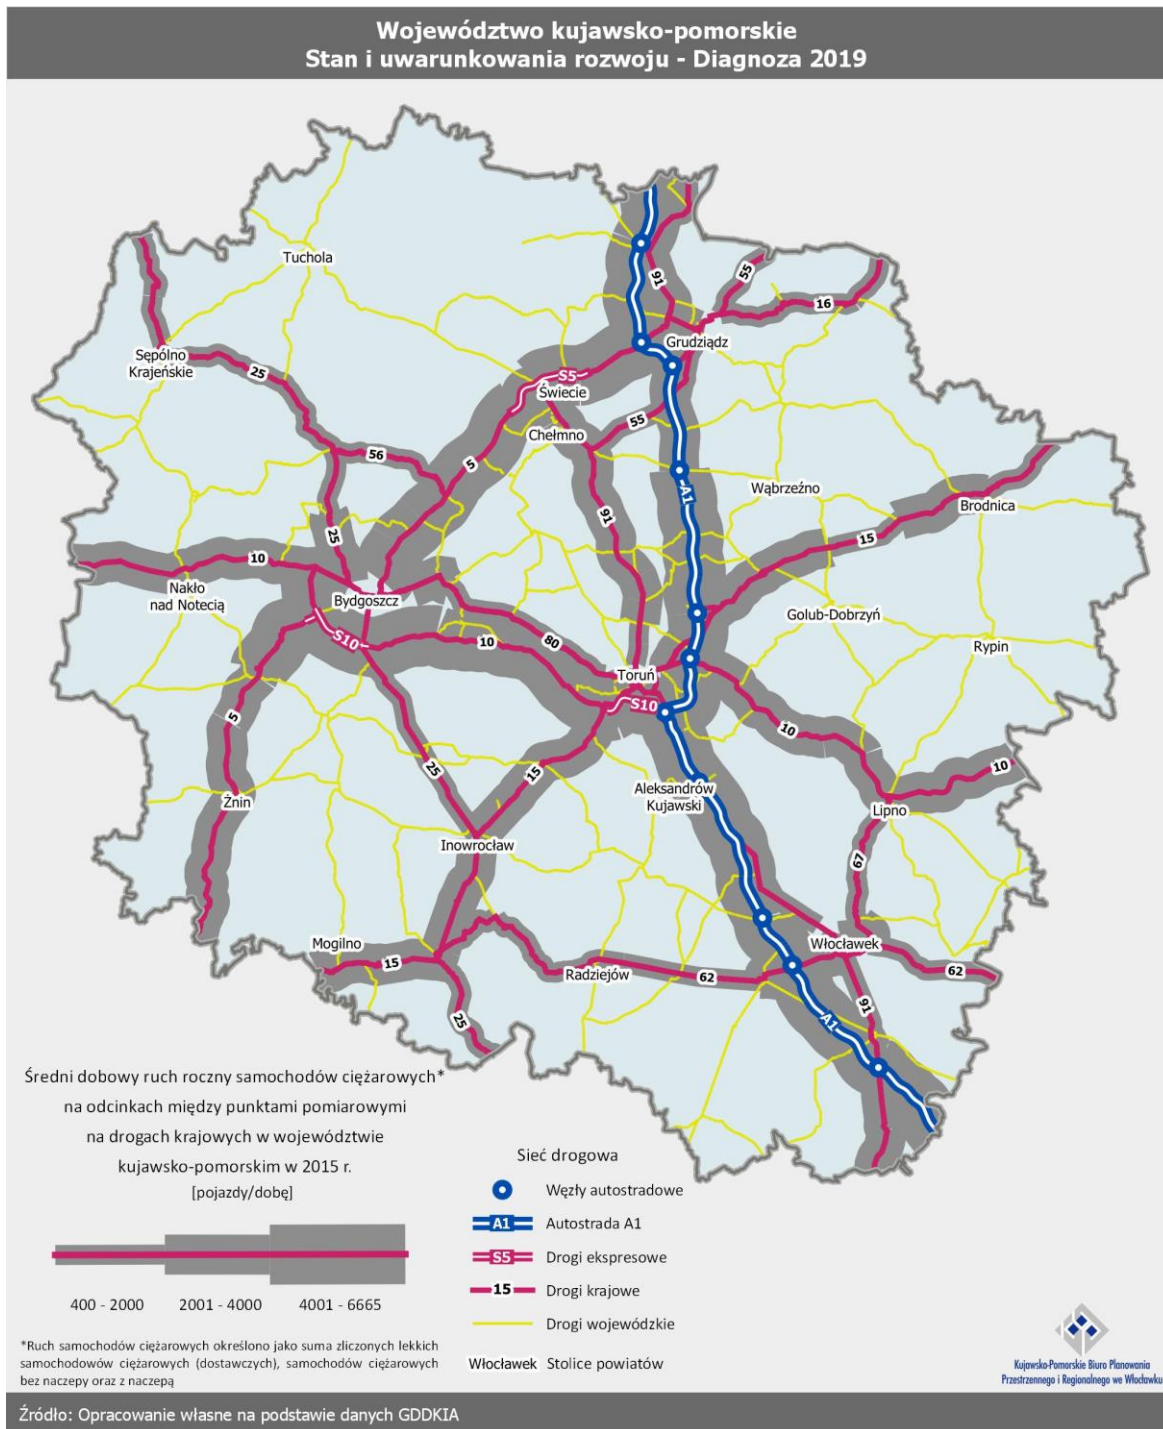 Województwo kujawsko-pomorskie
Stan i uwarunkowania rozwoju - Diagnoza 2019
Tuchola
91
55
16
Grudziądz
Sępólno
Krajeńskie
25
S5
Świecie
Chełmno
55
56
5
Wąbrzeźno
A1
Brodnica
91
25
15
10
Nakło
nad Notecią
Bydgoszcz
Golub-Dobrzyń
S10
10
80
Rypin
Toruń
S10
5
10
25
15
10
Aleksandrów
Kujawski
Żnin
Lipno
Inowrocław
67
Mogilno
Włocławek
15
Radziejów
62
62
25
91
A1
Średni dobowy ruch roczny samochodów ciężarowych*
na odcinkach między punktami pomiarowymi
na drogach krajowych w województwie
kujawsko-pomorskim w 2015 r.
[pojazdy/dobę]
400 - 2000
2001 - 4000
4001 - 6665
*Ruch samochodów ciężarowych określono jako suma zliczonych lekkich
samochodowów ciężarowych (dostawczych), samochodów ciężarowych
bez naczepy oraz z naczepą
Sieć drogowa
Węzły autostradowe
A1 Autostrada A1
S5 Drogi ekspresowe
15 Drogi krajowe
Drogi wojewódzkie
Włocławek Stolice powiatów
Kujawsko-Pomorskie Biuro Planowania
Przestrzennego i Regionalnego we Włocławku
Źródło: Opracowanie własne na podstawie danych GDDKIA